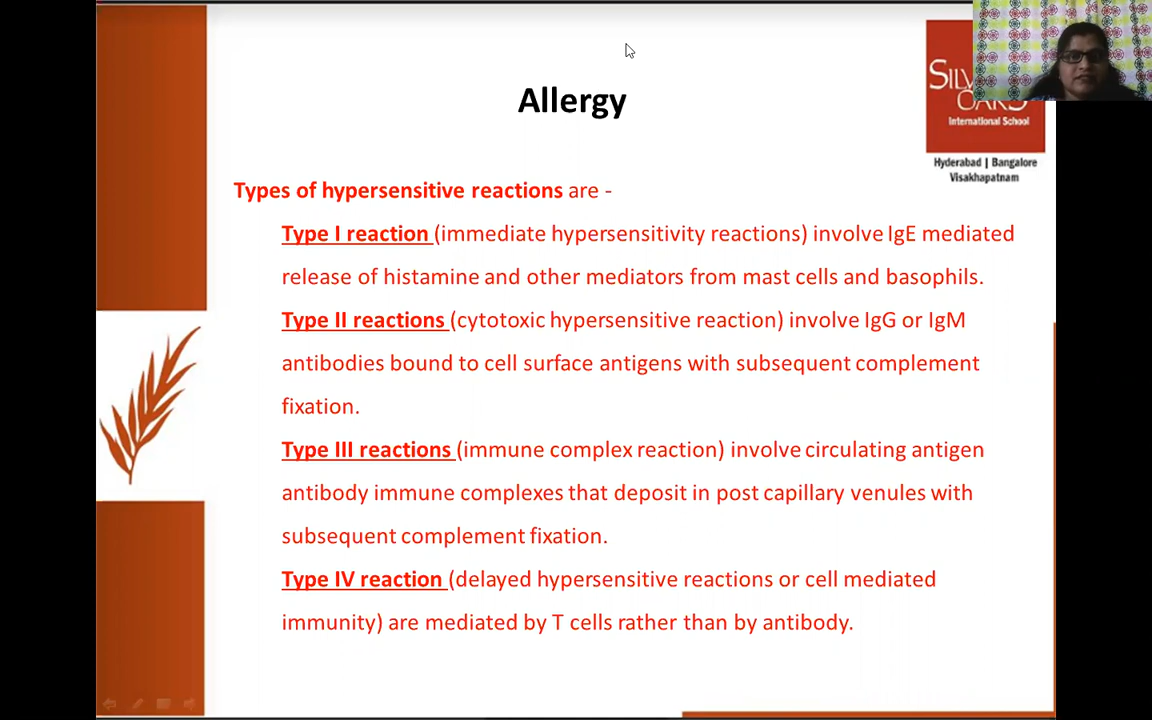 Allergy
SIL
OAKS
International School
Hyderabad | Bangalore
Visakhapatnam
Types of hypersensitive reactions are -
Type I reaction (immediate hypersensitivity reactions) involve IgE mediated
release of histamine and other mediators from mast cells and basophils.
Type II reactions (cytotoxic hypersensitive reaction) involve IgG or IgM
antibodies bound to cell surface antigens with subsequent complement
fixation.
Type III reactions (immune complex reaction) involve circulating antigen
antibody immune complexes that deposit in post capillary venules with
subsequent complement fixation.
Type IV reaction (delayed hypersensitive reactions or cell mediated
immunity) are mediated by T cells rather than by antibody.